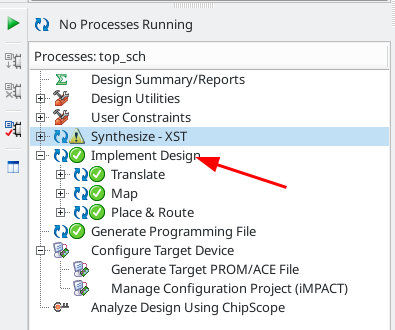 No Processes Running
Processes: top_sch
Design Summary/Reports
Design Utilities
User Constraints
Synthesize - XST
Implement Design
Translate
Map
Place & Route
Generate Programming File
Configure Target Device
Generate Target PROM/ACE File
Manage Configuration Project (iMPACT)
Analyze Design Using ChipScope